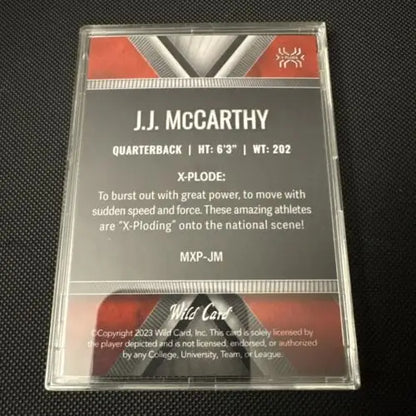 X-PLODE
J.J. McCARTHY
QUARTERBACK | HT: 6'3" | WT: 202
X-PLODE:
To burst out with great power, to move with
sudden speed and force. These amazing athletes
are "X-Ploding" onto the national scene!
MXP-JM
Wild Card
©Copyright 2023 Wild Card, Inc. This card is solely licensed by
the player depicted and is not licensed, endorsed, or authorized
by any College, University, Team, or League.